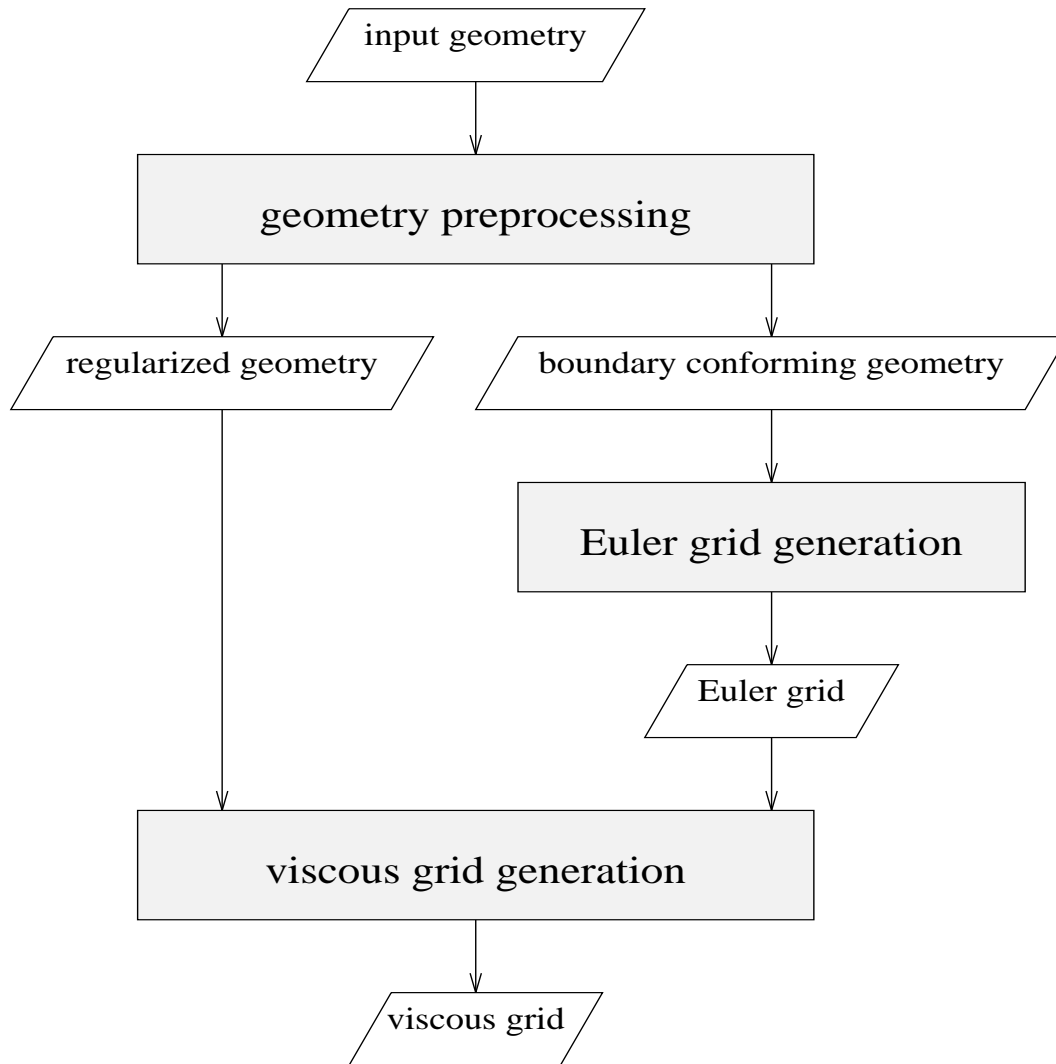 input geometry
geometry preprocessing
regularized geometry
boundary conforming geometry
Euler grid generation
Euler grid
viscous grid generation
viscous grid